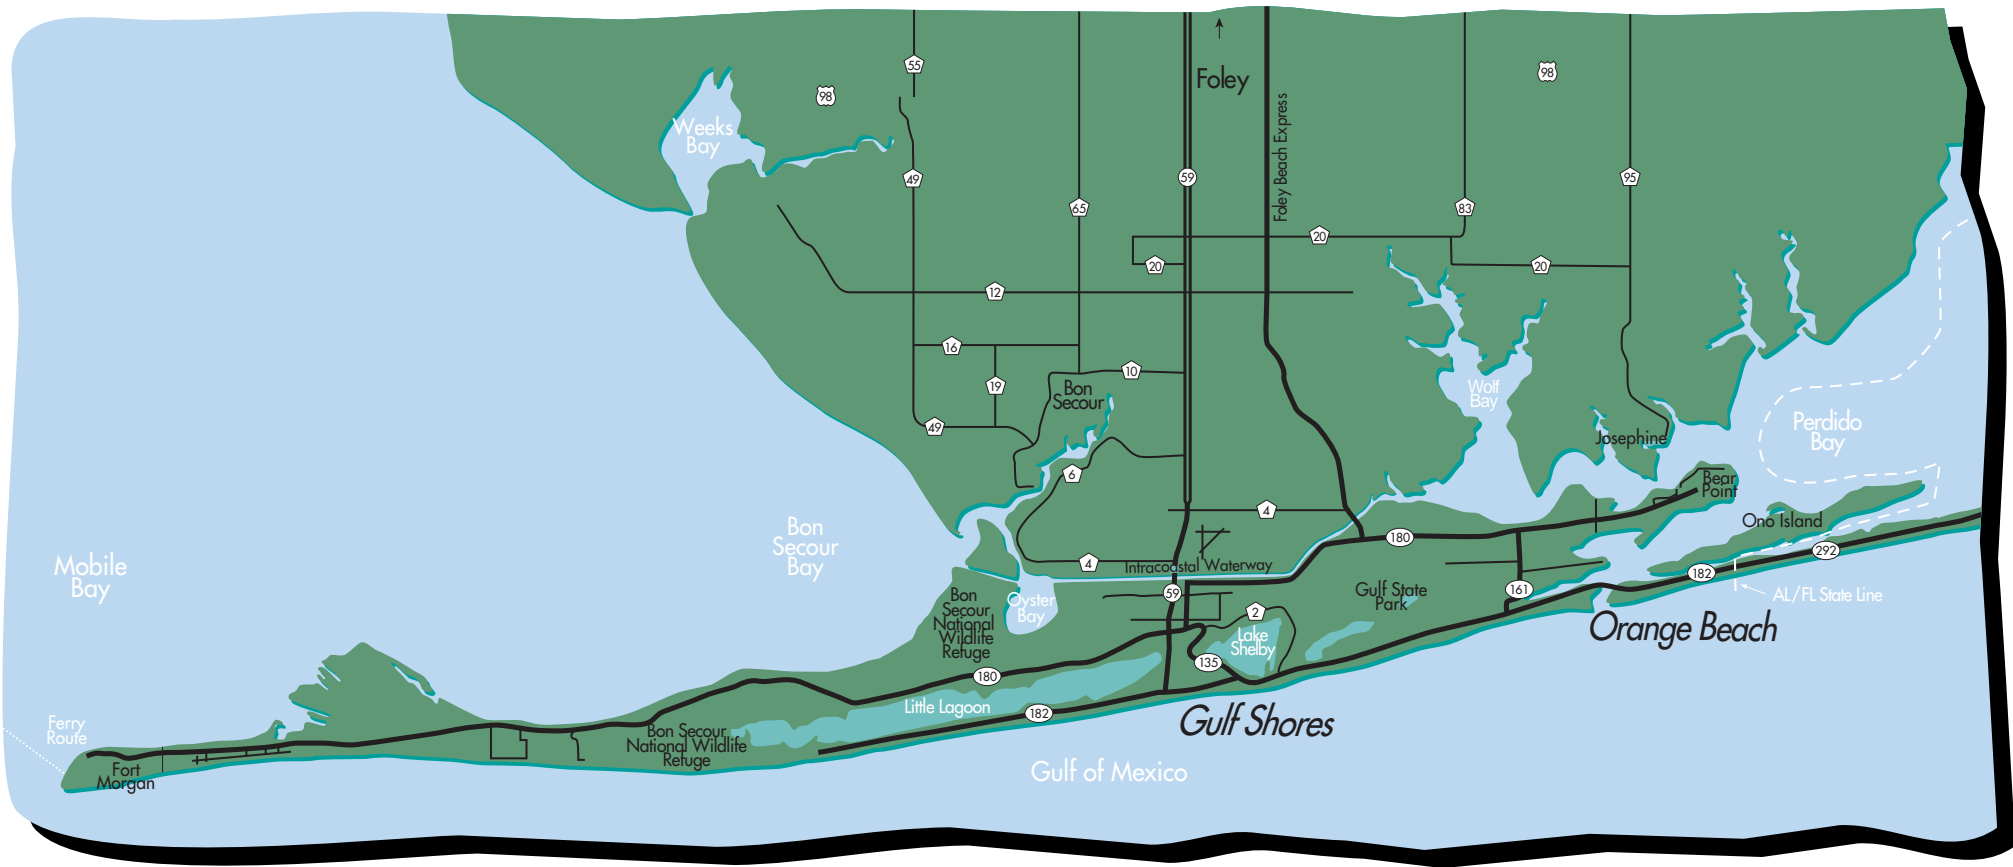 55
98
98
Foley
Foley Beach Express
Weeks
Bay
49
59
95
65
83
20
20
20
12
16
10
19
Bon
Secour
Wolf
Bay
49
Perdido
Bay
Josephine
6
Bear
Point
4
Ono Island
Bon
Secour
Bay
180
292
Mobile
Bay
4
Intracoastal Waterway
182
59
161
Gulf State
Park
AL/FL State Line
Bon
Secour
National
Wildlife
Refuge
Oyster
Bay
2
Orange Beach
Lake
Shelby
135
180
Little Lagoon
182
Gulf Shores
Ferry
Route
Bon Secour
National Wildlife
Refuge
Fort
Morgan
Gulf of Mexico